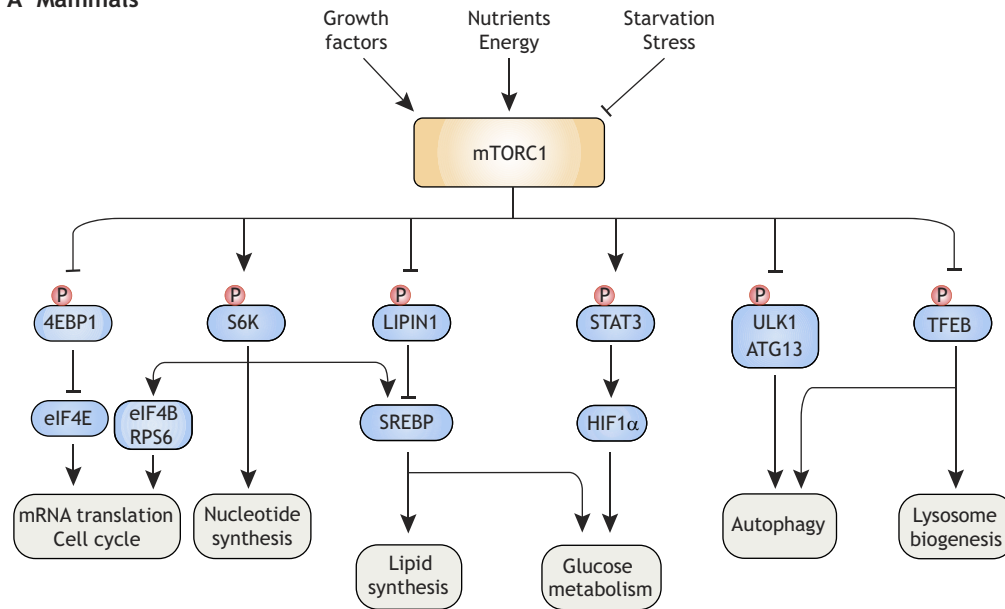 A Mammals
Growth
factors
Nutrients
Energy
Starvation
Stress
mTORC1
P
P
P
P
P
P
4EBP1
S6K
LIPIN1
STAT3
ULK1
ATG13
TFEB
eIF4E
eIF4B
RPS6
SREBP
HIF1α
mRNA translation
Cell cycle
Nucleotide
synthesis
Lipid
synthesis
Glucose
metabolism
Autophagy
Lysosome
biogenesis